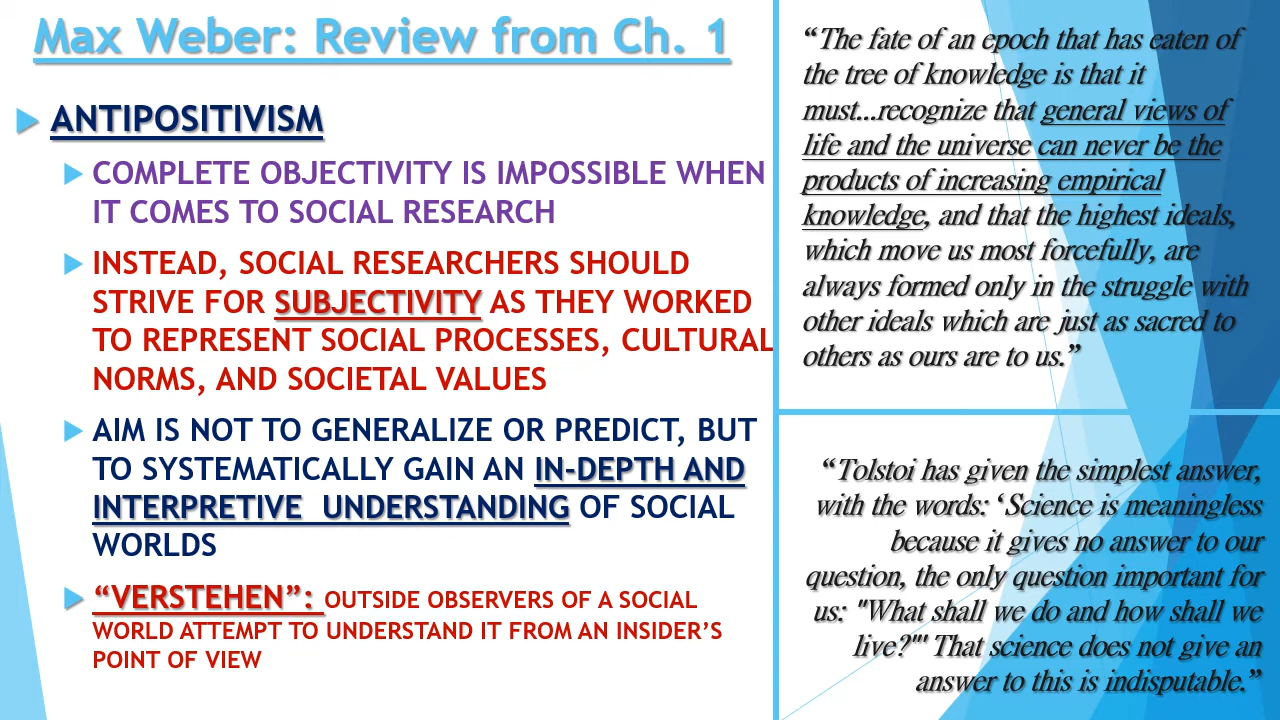 Max Weber: Review from Ch. 1
ANTIPOSITIVISM
COMPLETE OBJECTIVITY IS IMPOSSIBLE WHEN
IT COMES TO SOCIAL RESEARCH
INSTEAD, SOCIAL RESEARCHERS SHOULD
STRIVE FOR SUBJECTIVITY AS THEY WORKED
TO REPRESENT SOCIAL PROCESSES, CULTURAL
NORMS, AND SOCIETAL VALUES
AIM IS NOT TO GENERALIZE OR PREDICT, BUT
TO SYSTEMATICALLY GAIN AN IN-DEPTH AND
INTERPRETIVE UNDERSTANDING OF SOCIAL
WORLDS
“VERSTEHEN”: OUTSIDE OBSERVERS OF A SOCIAL
WORLD ATTEMPT TO UNDERSTAND IT FROM AN INSIDER’S
POINT OF VIEW
“The fate of an epoch that has eaten of
the tree of knowledge is that it
must...recognize that general views of
life and the universe can never be the
products of increasing empirical
knowledge, and that the highest ideals,
which move us most forcefully, are
always formed only in the struggle with
other ideals which are just as sacred to
others as ours are to us.”
“Tolstoi has given the simplest answer,
with the words: ‘Science is meaningless
because it gives no answer to our
question, the only question important for
us: "What shall we do and how shall we
live?"' That science does not give an
answer to this is indisputable.”